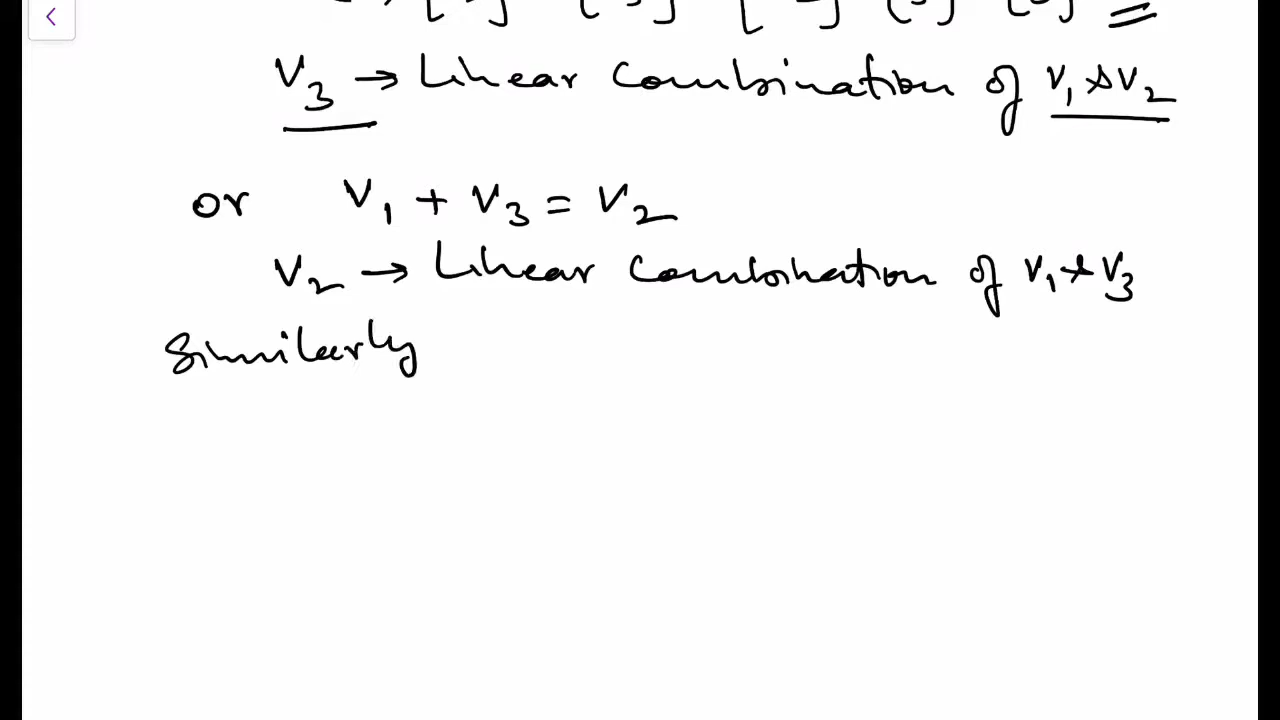 V3 → Linear Combination of V1 & V2
or V1 + V3 = V2
V2 → Linear Combination of V1 & V3
Similarly